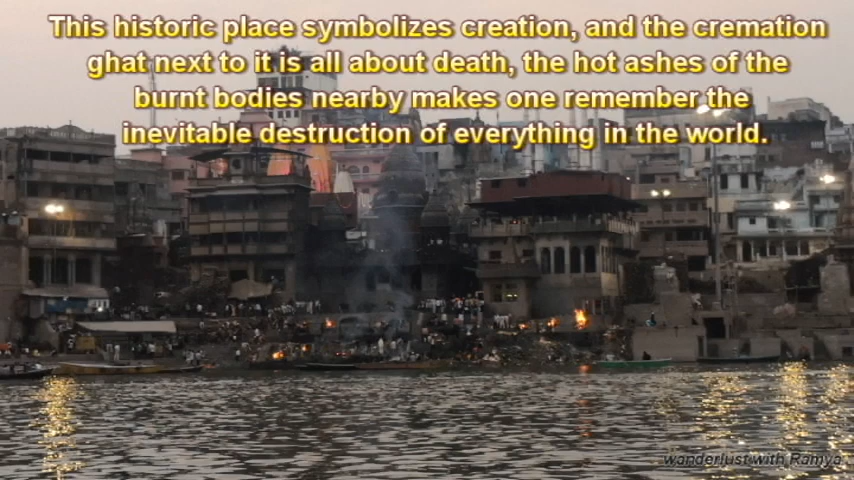 This historic place symbolizes creation, and the cremation
ghat next to it is all about death, the hot ashes of the
burnt bodies nearby makes one remember the
inevitable destruction of everything in the world.
wanderlust with Ramya